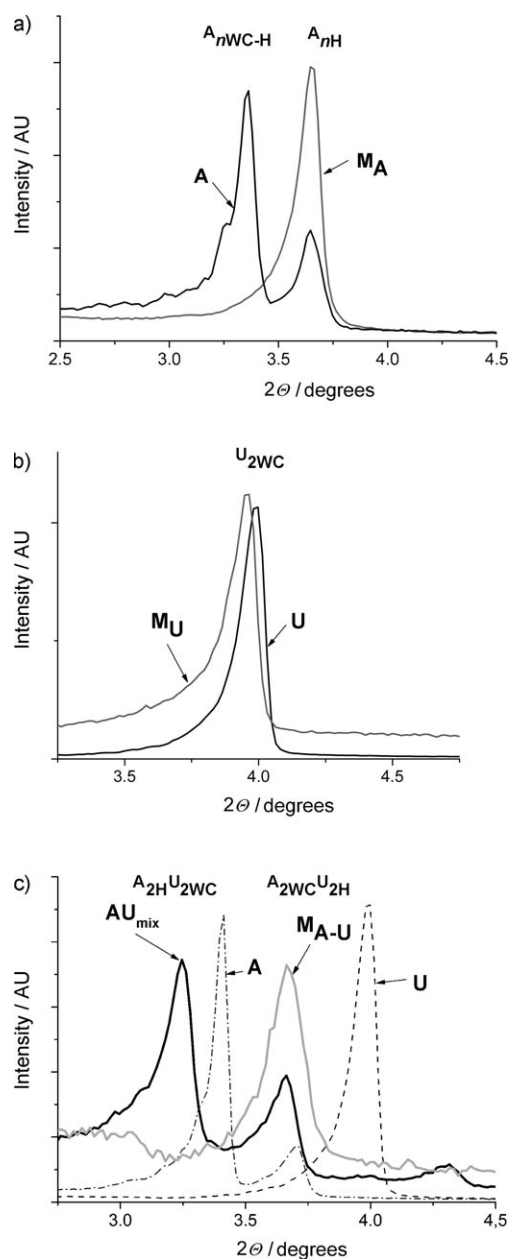 a)
AnWC-H AnH
A MA
Intensity / AU
2.5 3.0 3.5 4.0 4.5
2Θ / degrees
b)
U2WC
MU U
Intensity / AU
3.5 4.0 4.5
2Θ / degrees
c)
A2HU2WC A2WCU2H
AUmix A MA-U U
Intensity / AU
3.0 3.5 4.0 4.5
2Θ / degrees